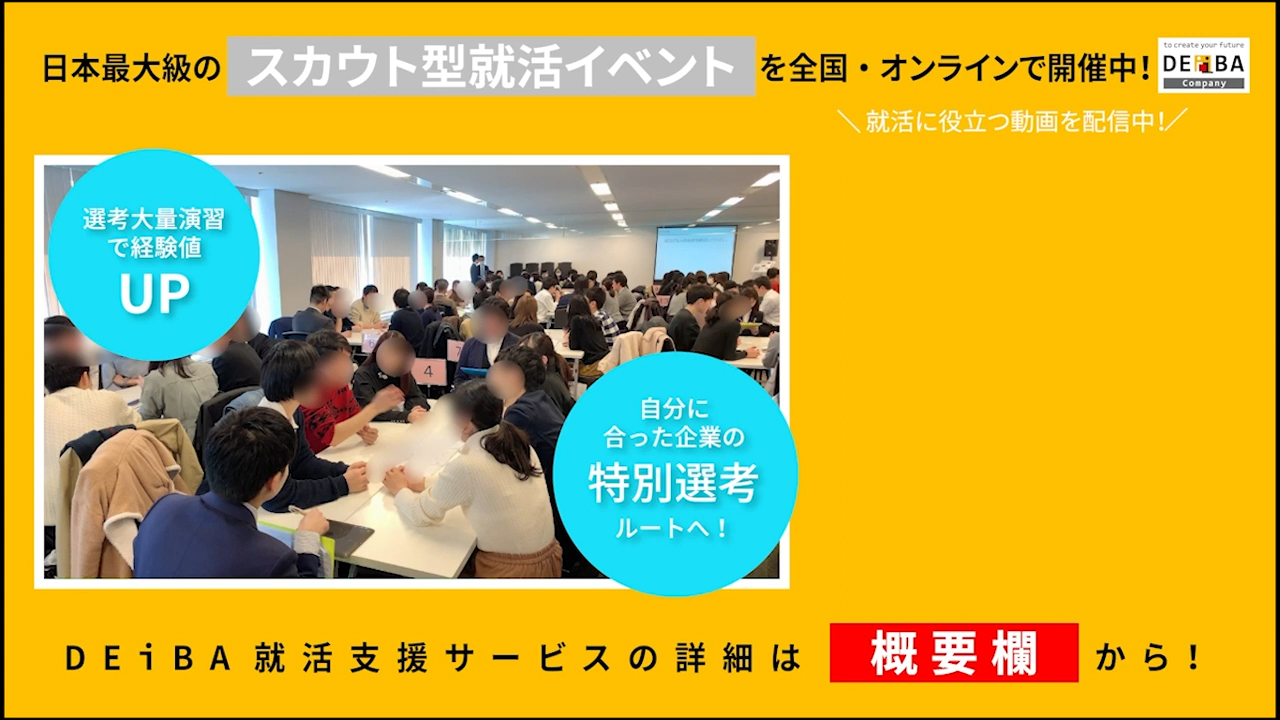 日本最大級の スカウト型就活イベント を全国・オンラインで開催中!
to create your future
DEiBA
Company
＼ 就活に役立つ動画を配信中!／
選考大量演習
で経験値
UP
4
自分に
合った企業の
特別選考
ルートへ！
DEiBA就活支援サービスの詳細は 概要欄 から!